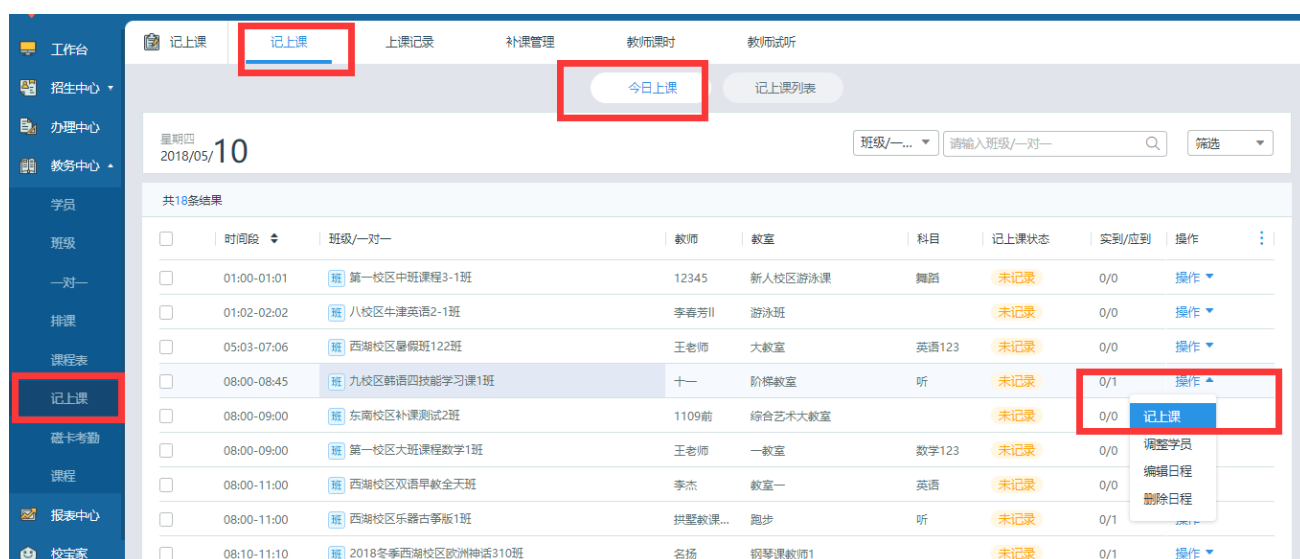 工作台
招生中心
办理中心
教务中心
学员
班级
一对一
排课
课程表
记上课
磁卡考勤
课程
报表中心
校宝家
记上课 记上课 上课记录 补课管理 教师课时 教师试听
今日上课 记上课列表
星期四
2018/05/10
班级/一... 请输入班级/一对一 筛选
共18条结果
时间段 班级/一对一 教师 教室 科目 记上课状态 实到/应到 操作
01:00-01:01 班 第一校区中班课程3-1班 12345 新人校区游泳课 舞蹈 未记录 0/0 操作
01:02-02:02 班 八校区牛津英语2-1班 李春芳II 游泳班 未记录 0/0 操作
05:03-07:06 班 西湖校区暑假班122班 王老师 大教室 英语123 未记录 0/0 操作
08:00-08:45 班 九校区韩语四技能学习课1班 十一 阶梯教室 听 未记录 0/1 操作
08:00-09:00 班 东南校区补课测试2班 1109前 综合艺术大教室 未记录 0/0
08:00-09:00 班 第一校区大班课程数学1班 王老师 一教室 数学123 未记录 0/0
08:00-11:00 班 西湖校区双语早教全天班 李杰 教室一 英语 未记录 0/0
08:00-11:00 班 西湖校区乐器古筝版1班 拱墅教课... 跑步 听 未记录 0/1 操作
08:10-11:10 班 2018冬季西湖校区欧洲神话310班 名扬 钢琴课教师1 未记录 0/1 操作
记上课
调整学员
编辑日程
删除日程